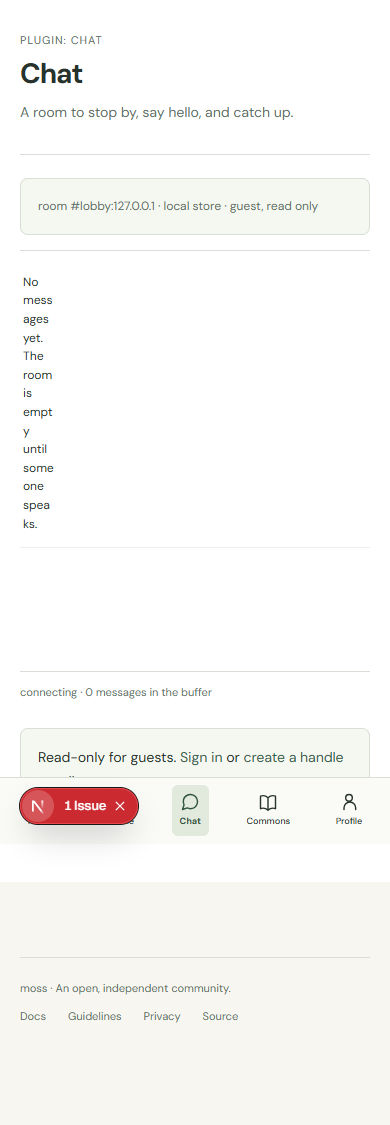 PLUGIN: CHAT
Chat
A room to stop by, say hello, and catch up.
room #lobby:127.0.0.1 · local store · guest, read only
No
mess
ages
yet.
The
room
is
empt
y
until
some
one
spea
ks.
connecting · 0 messages in the buffer
Read-only for guests. Sign in or create a handle
N 1 Issue
Chat
Commons
Profile
moss · An open, independent community.
Docs Guidelines Privacy Source